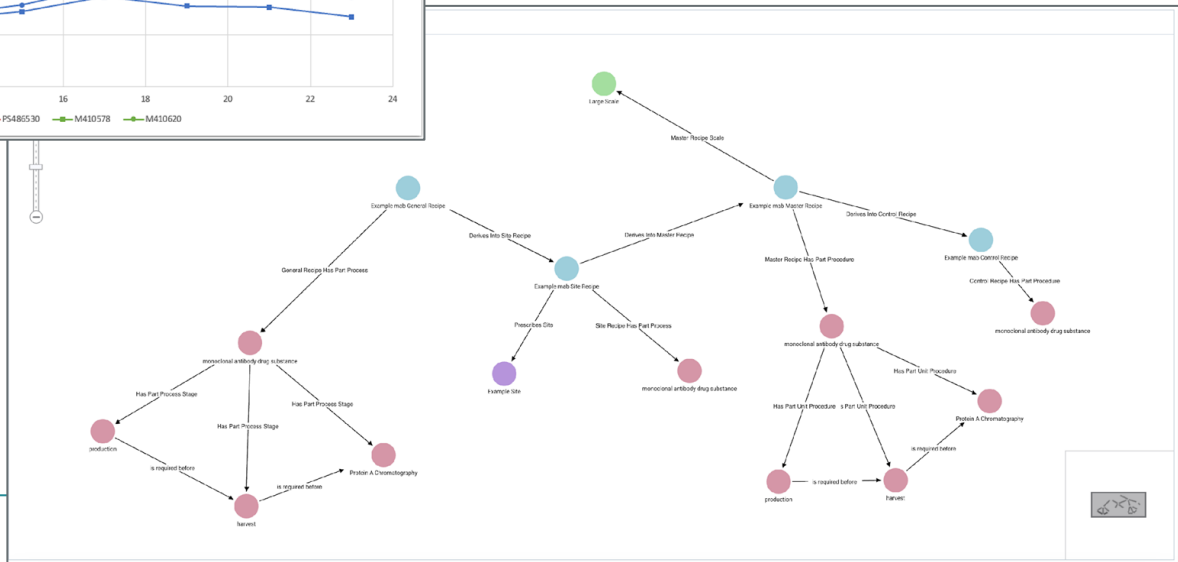 16 18 20 22 24
PS486530 M410578 M410620
Large Scale
Master Recipe Scale
Example mab General Recipe
Example mab Master Recipe
Derives Into Control Recipe
Derives Into Site Recipe
Derives Into Master Recipe
Example mab Control Recipe
Master Recipe Has Part Procedure
General Recipe Has Part Process
Control Recipe Has Part Procedure
Example mab Site Recipe
Prescribes Site
Site Recipe Has Part Process
monoclonal antibody drug substance
monoclonal antibody drug substance
monoclonal antibody drug substance
Has Part Unit Procedure
Example Site
monoclonal antibody drug substance
Has Part Process Stage
Has Part Process Stage
Has Part Unit Procedure
s Part Unit Procedure
Protein A Chromatography
Has Part Process Stage
production
is required before
is required before
Protein A Chromatography
is required before
is required before
production
harvest
harvest